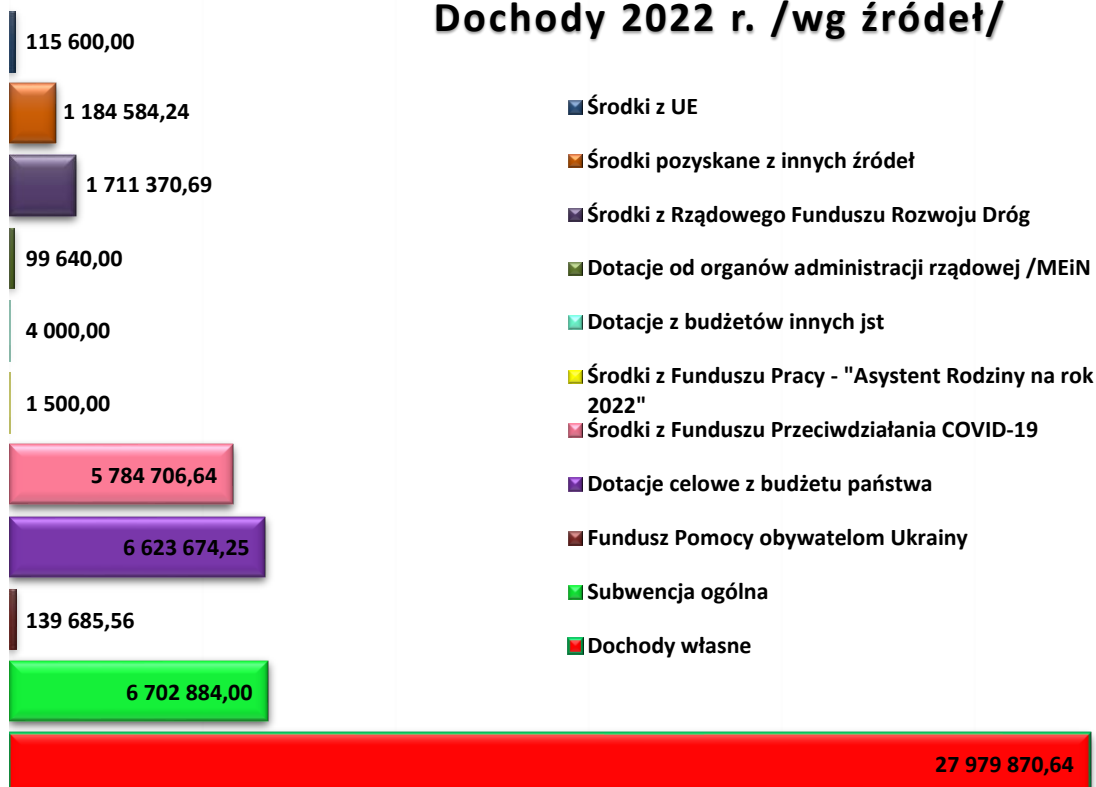 Dochody 2022 r. /wg źródeł/
115 600,00
1 184 584,24
1 711 370,69
99 640,00
4 000,00
1 500,00
5 784 706,64
6 623 674,25
139 685,56
6 702 884,00
27 979 870,64
Środki z UE
Środki pozyskane z innych źródeł
Środki z Rządowego Funduszu Rozwoju Dróg
Dotacje od organów administracji rządowej /MEiN
Dotacje z budżetów innych jst
Środki z Funduszu Pracy - "Asystent Rodziny na rok
2022"
Środki z Funduszu Przeciwdziałania COVID-19
Dotacje celowe z budżetu państwa
Fundusz Pomocy obywatelom Ukrainy
Subwencja ogólna
Dochody własne